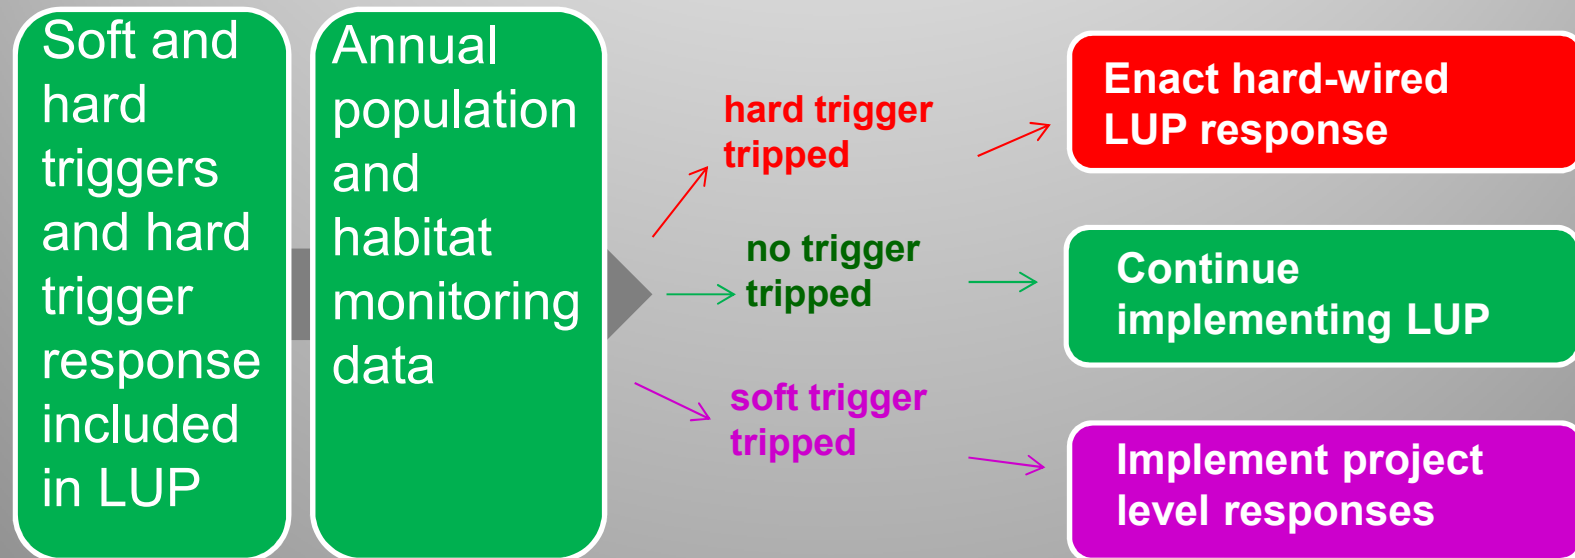 Soft and
hard
triggers
and hard
trigger
response
included
in LUP
Annual
population
and
habitat
monitoring
data
hard trigger
tripped
no trigger
tripped
soft trigger
tripped
Enact hard-wired
LUP response
Continue
implementing LUP
Implement project
level responses